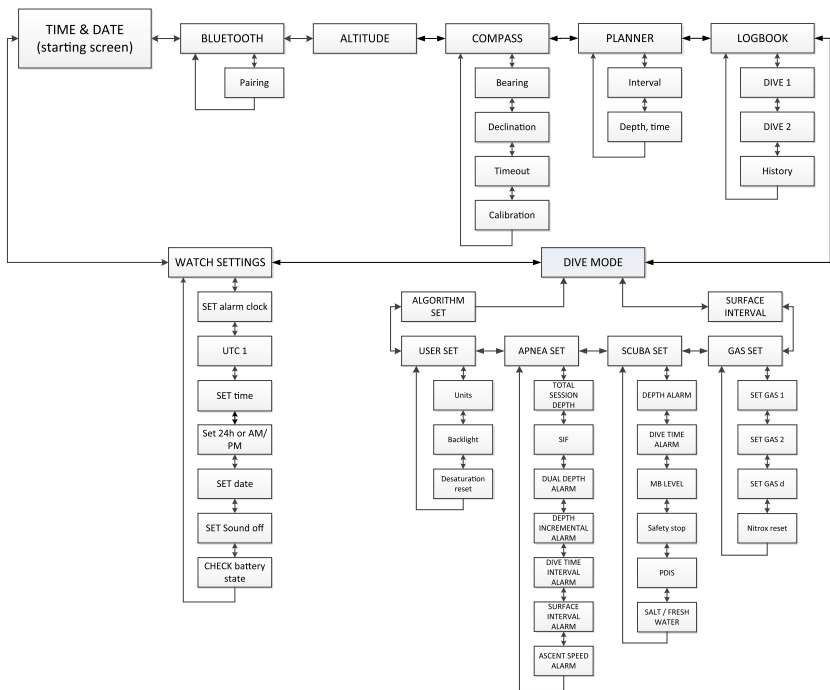 TIME & DATE
(starting screen)
BLUETOOTH
ALTITUDE
COMPASS
PLANNER
LOGBOOK
Pairing
Bearing
Interval
DIVE 1
Declination
Depth, time
DIVE 2
Timeout
History
Calibration
WATCH SETTINGS
DIVE MODE
SET alarm clock
UTC 1
SET time
Set 24h or AM/
PM
SET date
SET Sound off
CHECK battery
state
ALGORITHM
SET
SURFACE
INTERVAL
USER SET
APNEA SET
SCUBA SET
GAS SET
Units
Backlight
Desaturation
reset
TOTAL
SESSION
DEPTH
SIF
DUAL DEPTH
ALARM
DEPTH
INCREMENTAL
ALARM
DIVE TIME
INTERVAL
ALARM
SURFACE
INTERVAL
ALARM
ASCENT SPEED
ALARM
DEPTH ALARM
DIVE TIME
ALARM
MB LEVEL
Safety stop
PDIS
SALT / FRESH
WATER
SET GAS 1
SET GAS 2
SET GAS d
Nitrox reset